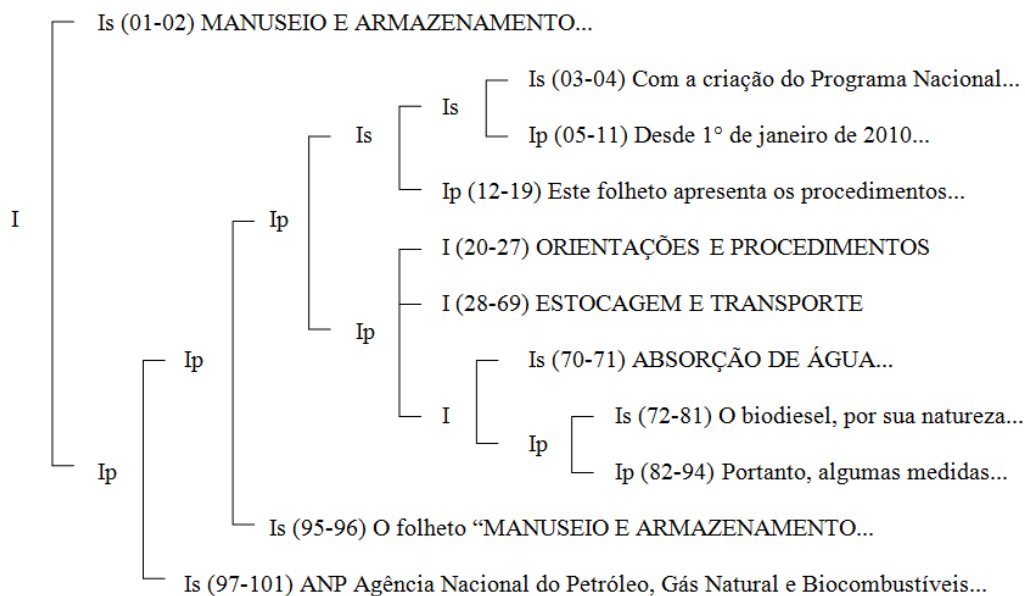 Is (01-02) MANUSEIO E ARMAZENAMENTO...
Is (03-04) Com a criação do Programa Nacional...
Is
Is
Ip (05-11) Desde 1° de janeiro de 2010...
Ip (12-19) Este folheto apresenta os procedimentos...
I
Ip
I (20-27) ORIENTAÇÕES E PROCEDIMENTOS
I (28-69) ESTOCAGEM E TRANSPORTE
Ip
Ip
Is (70-71) ABSORÇÃO DE ÁGUA...
I
Is (72-81) O biodiesel, por sua natureza...
Ip
Ip
Ip (82-94) Portanto, algumas medidas...
Is (95-96) O folheto “MANUSEIO E ARMAZENAMENTO...
Is (97-101) ANP Agência Nacional do Petróleo, Gás Natural e Biocombustíveis...